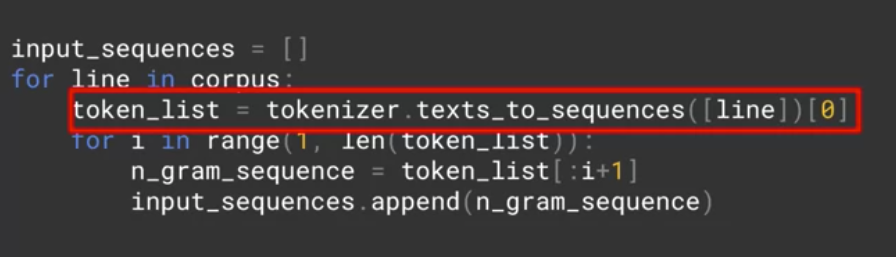 input_sequences = []
for line in corpus:
    token_list = tokenizer.texts_to_sequences([line])[0]
    for i in range(1, len(token_list)):
        n_gram_sequence = token_list[:i+1]
        input_sequences.append(n_gram_sequence)